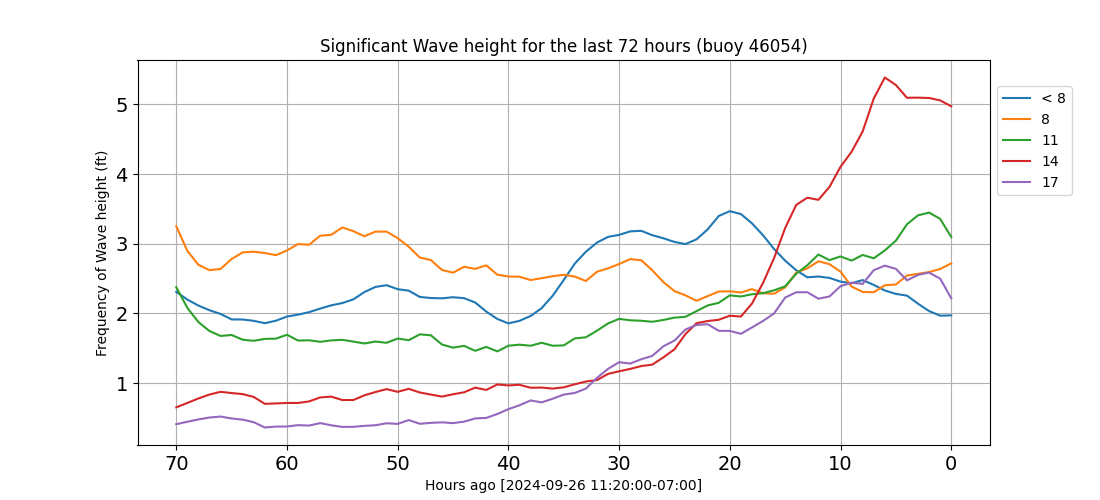 Significant Wave height for the last 72 hours (buoy 46054)
Frequency of Wave height (ft)
5
4
3
2
1
70 60 50 40 30 20 10 0
Hours ago [2024-09-26 11:20:00-07:00]
< 8
8
11
14
17